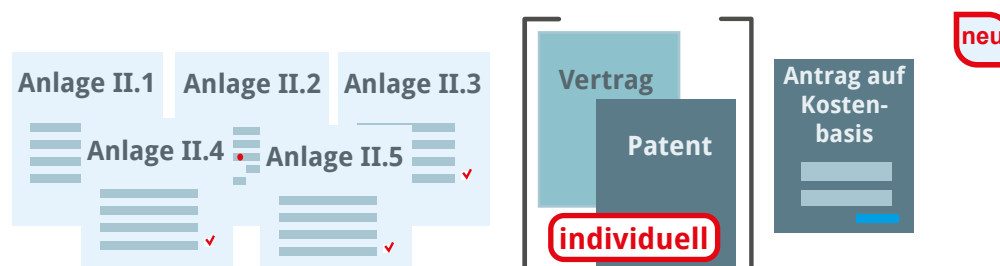 Anlage II.1
Anlage II.2
Anlage II.3
Anlage II.4
Anlage II.5
Vertrag
Patent
individuell
Antrag auf
Kosten-
basis
neu